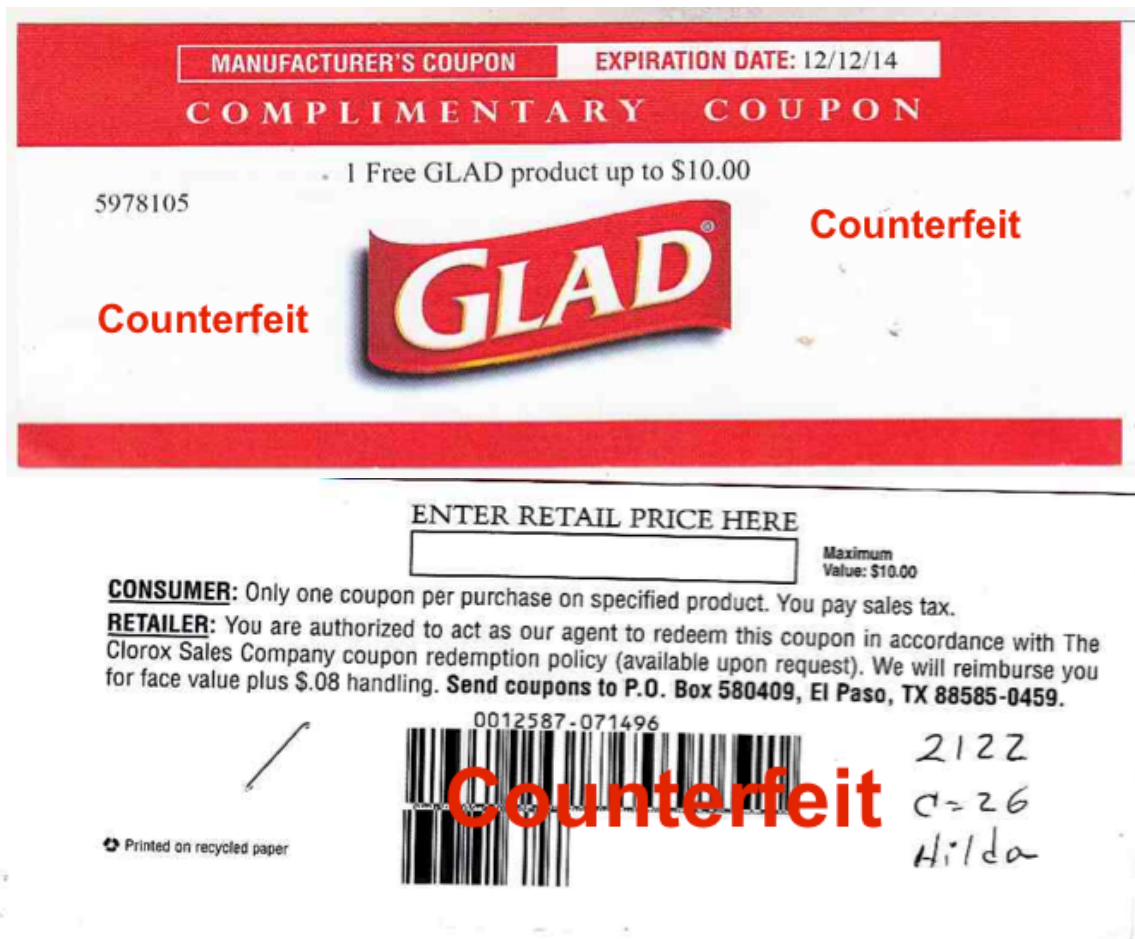 MANUFACTURER'S COUPON EXPIRATION DATE: 12/12/14
COMPLIMENTARY COUPON
1 Free GLAD product up to $10.00
5978105
Counterfeit
GLAD®
Counterfeit
ENTER RETAIL PRICE HERE
Maximum
Value: $10.00
CONSUMER: Only one coupon per purchase on specified product. You pay sales tax.
RETAILER: You are authorized to act as our agent to redeem this coupon in accordance with The
Clorox Sales Company coupon redemption policy (available upon request). We will reimburse you
for face value plus $.08 handling. Send coupons to P.O. Box 580409, El Paso, TX 88585-0459.
0012587-071496
Counterfeit
2122
C=26
Hilda
Printed on recycled paper